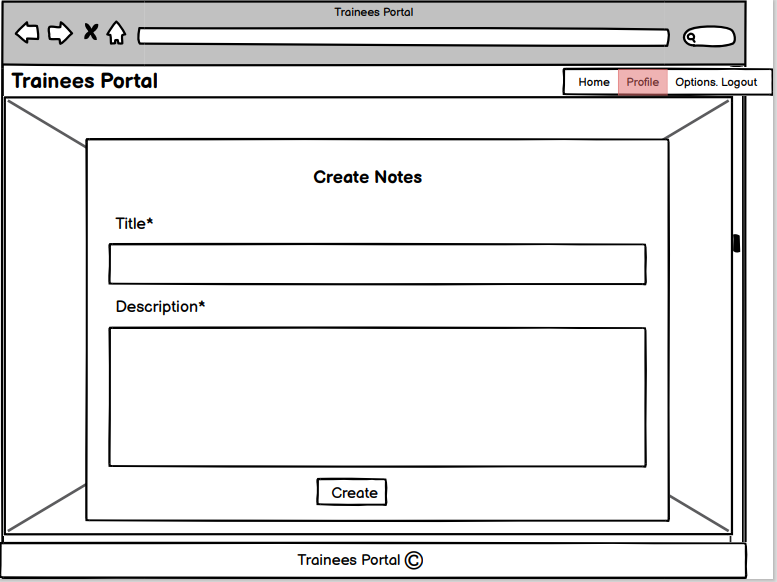 Trainees Portal
Trainees Portal
Home Profile Options. Logout
Create Notes
Title*
Description*
Create
Trainees Portal ©